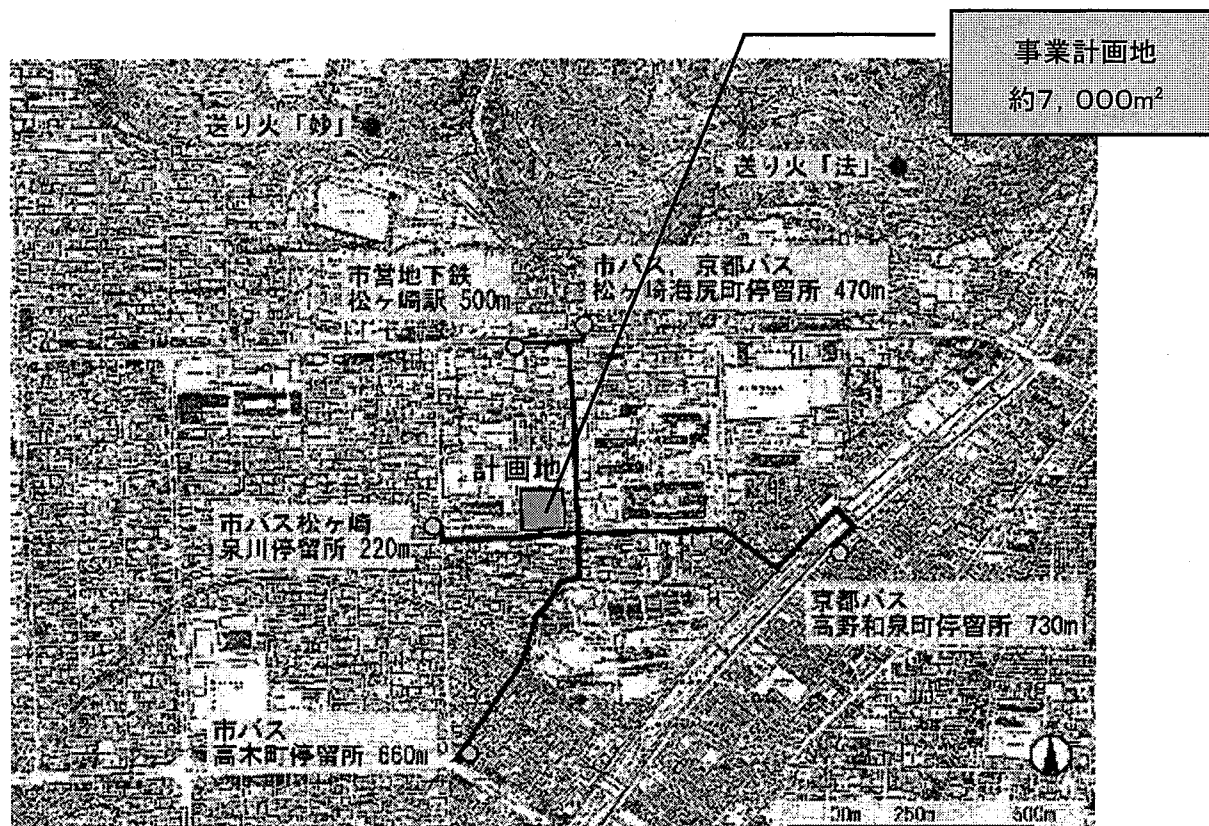 事業計画地
約7,000m²
送り火「妙」
送り火「法」
市営地下鉄
松ヶ崎駅 500m
市バス，京都バス
松ヶ崎海尻町停留所 470m
計画地
市バス松ヶ崎
泉川停留所 220m
京都バス
高野和泉町停留所 730m
市バス
高木町停留所 660m
250m
500m